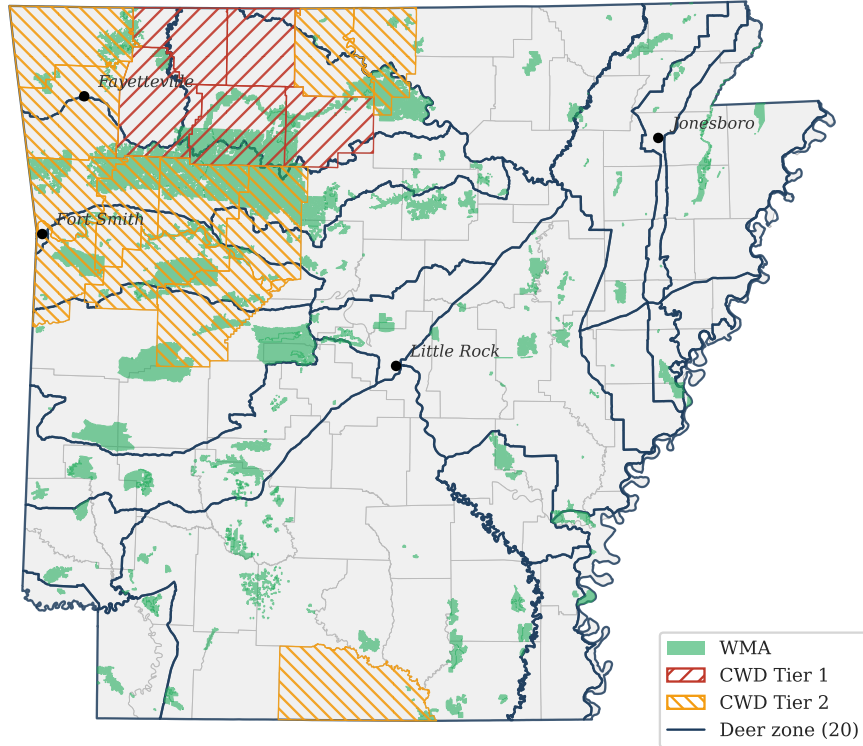 Fayetteville
Jonesboro
Fort Smith
Little Rock
WMA
CWD Tier 1
CWD Tier 2
Deer zone (20)